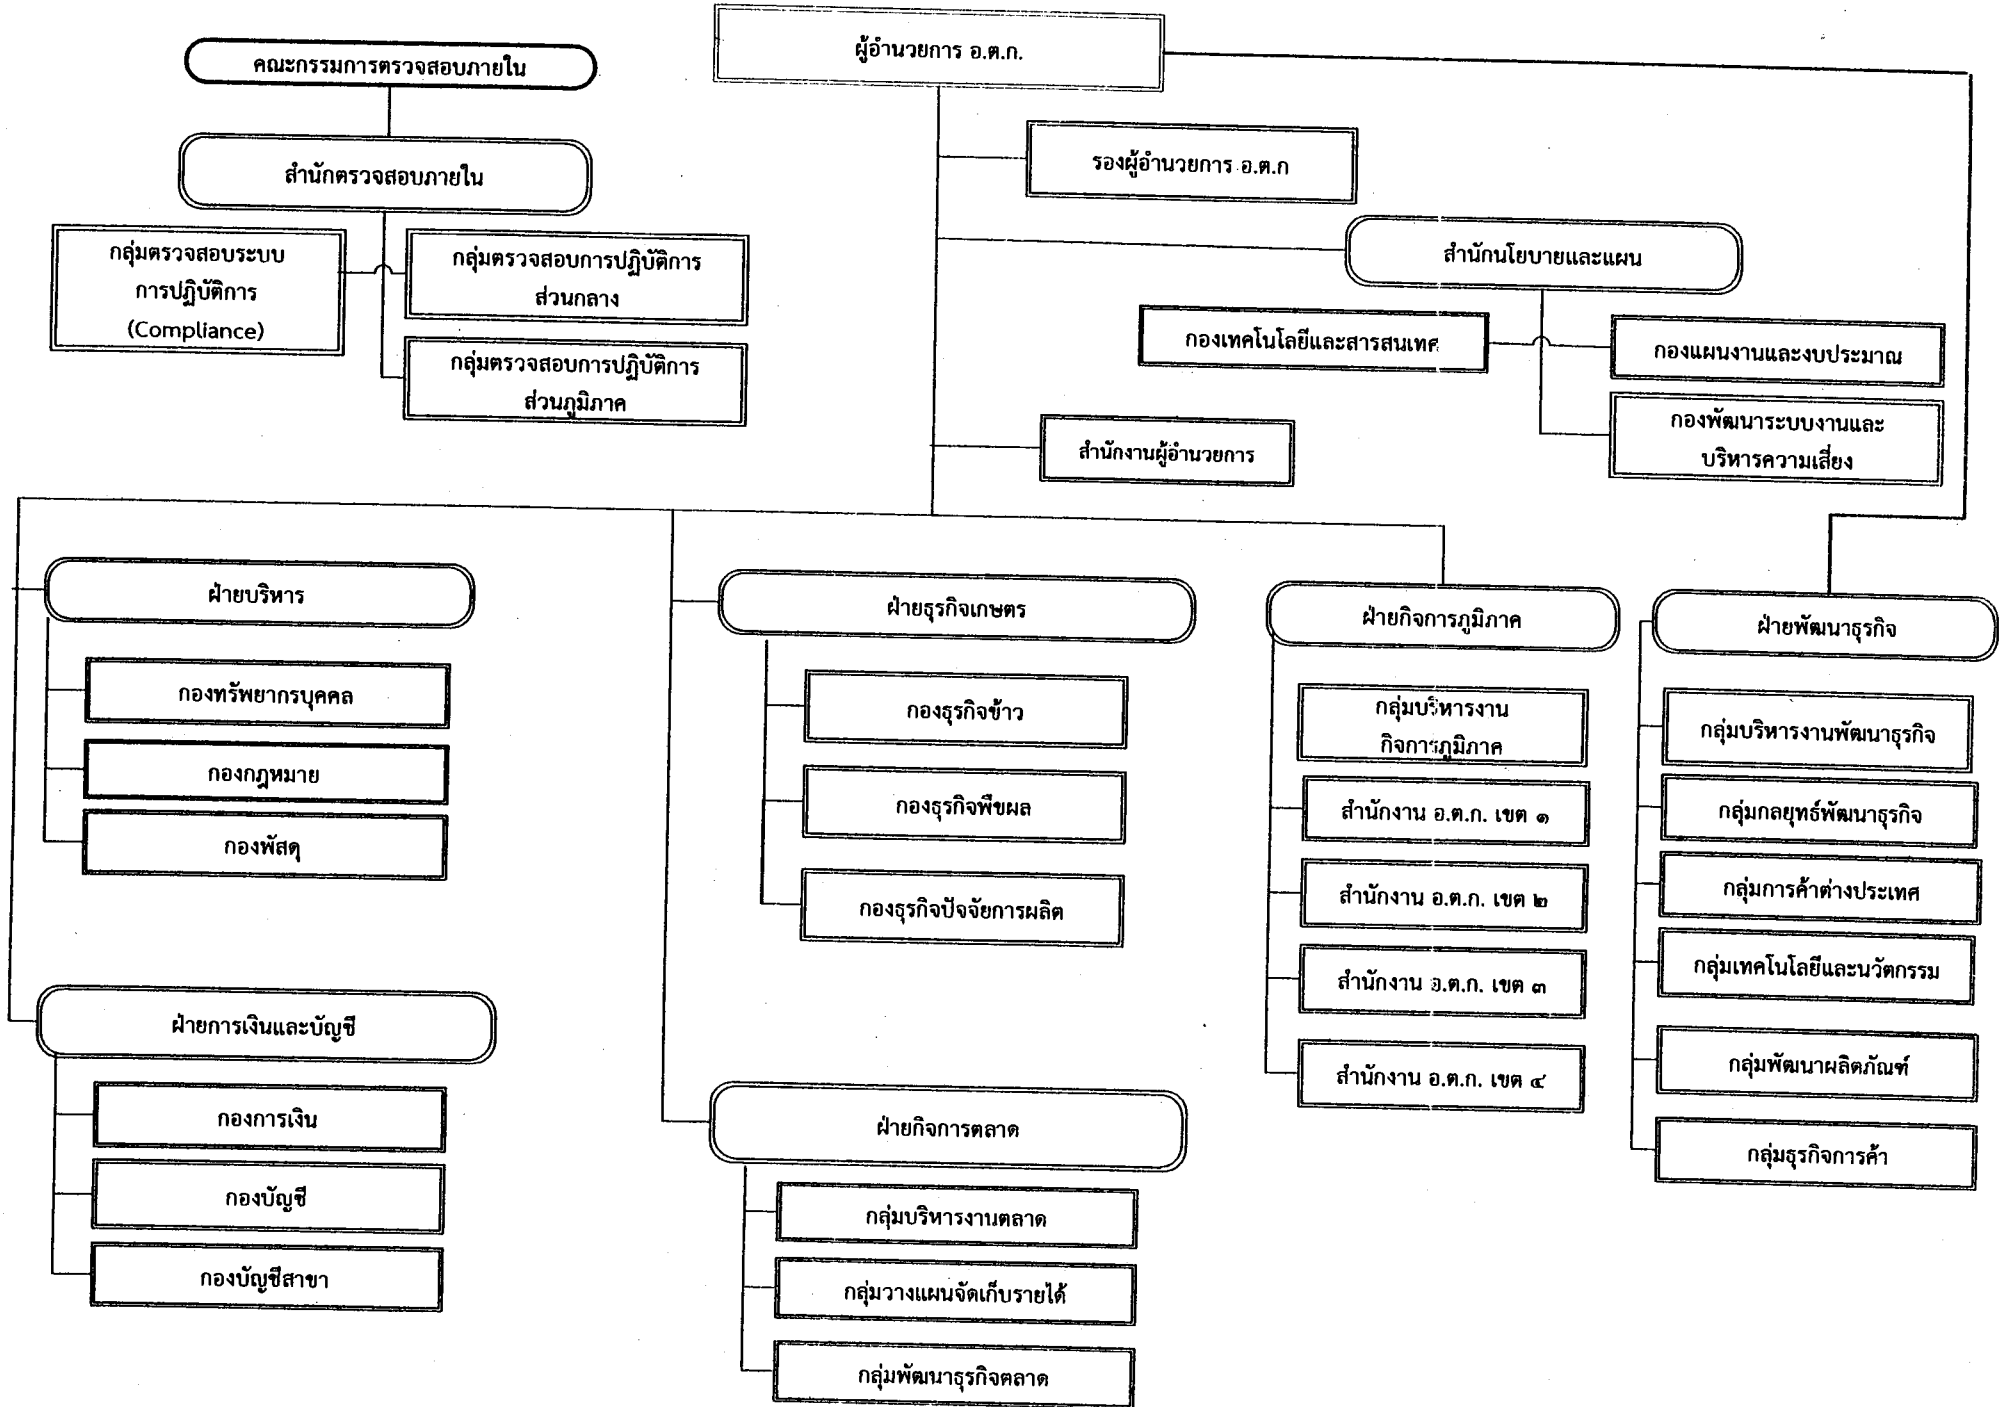 ผู้อำนวยการ อ.ต.ก.
คณะกรรมการตรวจสอบภายใน
สำนักตรวจสอบภายใน
กลุ่มตรวจสอบระบบ
การปฏิบัติการ
(Compliance)
กลุ่มตรวจสอบการปฏิบัติการ
ส่วนกลาง
กลุ่มตรวจสอบการปฏิบัติการ
ส่วนภูมิภาค
รองผู้อำนวยการ อ.ต.ก
สำนักนโยบายและแผน
กองเทคโนโลยีและสารสนเทศ
กองแผนงานและงบประมาณ
กองพัฒนาระบบงานและ
บริหารความเสี่ยง
สำนักงานผู้อำนวยการ
ฝ่ายบริหาร
กองทรัพยากรบุคคล
กองกฎหมาย
กองพัสดุ
ฝ่ายการเงินและบัญชี
กองการเงิน
กองบัญชี
กองบัญชีสาขา
ฝ่ายธุรกิจเกษตร
กองธุรกิจข้าว
กองธุรกิจพืชผล
กองธุรกิจปัจจัยการผลิต
ฝ่ายกิจการตลาด
กลุ่มบริหารงานตลาด
กลุ่มวางแผนจัดเก็บรายได้
กลุ่มพัฒนาธุรกิจตลาด
ฝ่ายกิจการภูมิภาค
กลุ่มบริหารงาน
กิจการภูมิภาค
สำนักงาน อ.ต.ก. เขต ๑
สำนักงาน อ.ต.ก. เขต ๒
สำนักงาน อ.ต.ก. เขต ๓
สำนักงาน อ.ต.ก. เขต ๔
ฝ่ายพัฒนาธุรกิจ
กลุ่มบริหารงานพัฒนาธุรกิจ
กลุ่มกลยุทธ์พัฒนาธุรกิจ
กลุ่มการค้าต่างประเทศ
กลุ่มเทคโนโลยีและนวัตกรรม
กลุ่มพัฒนาผลิตภัณฑ์
กลุ่มธุรกิจการค้า